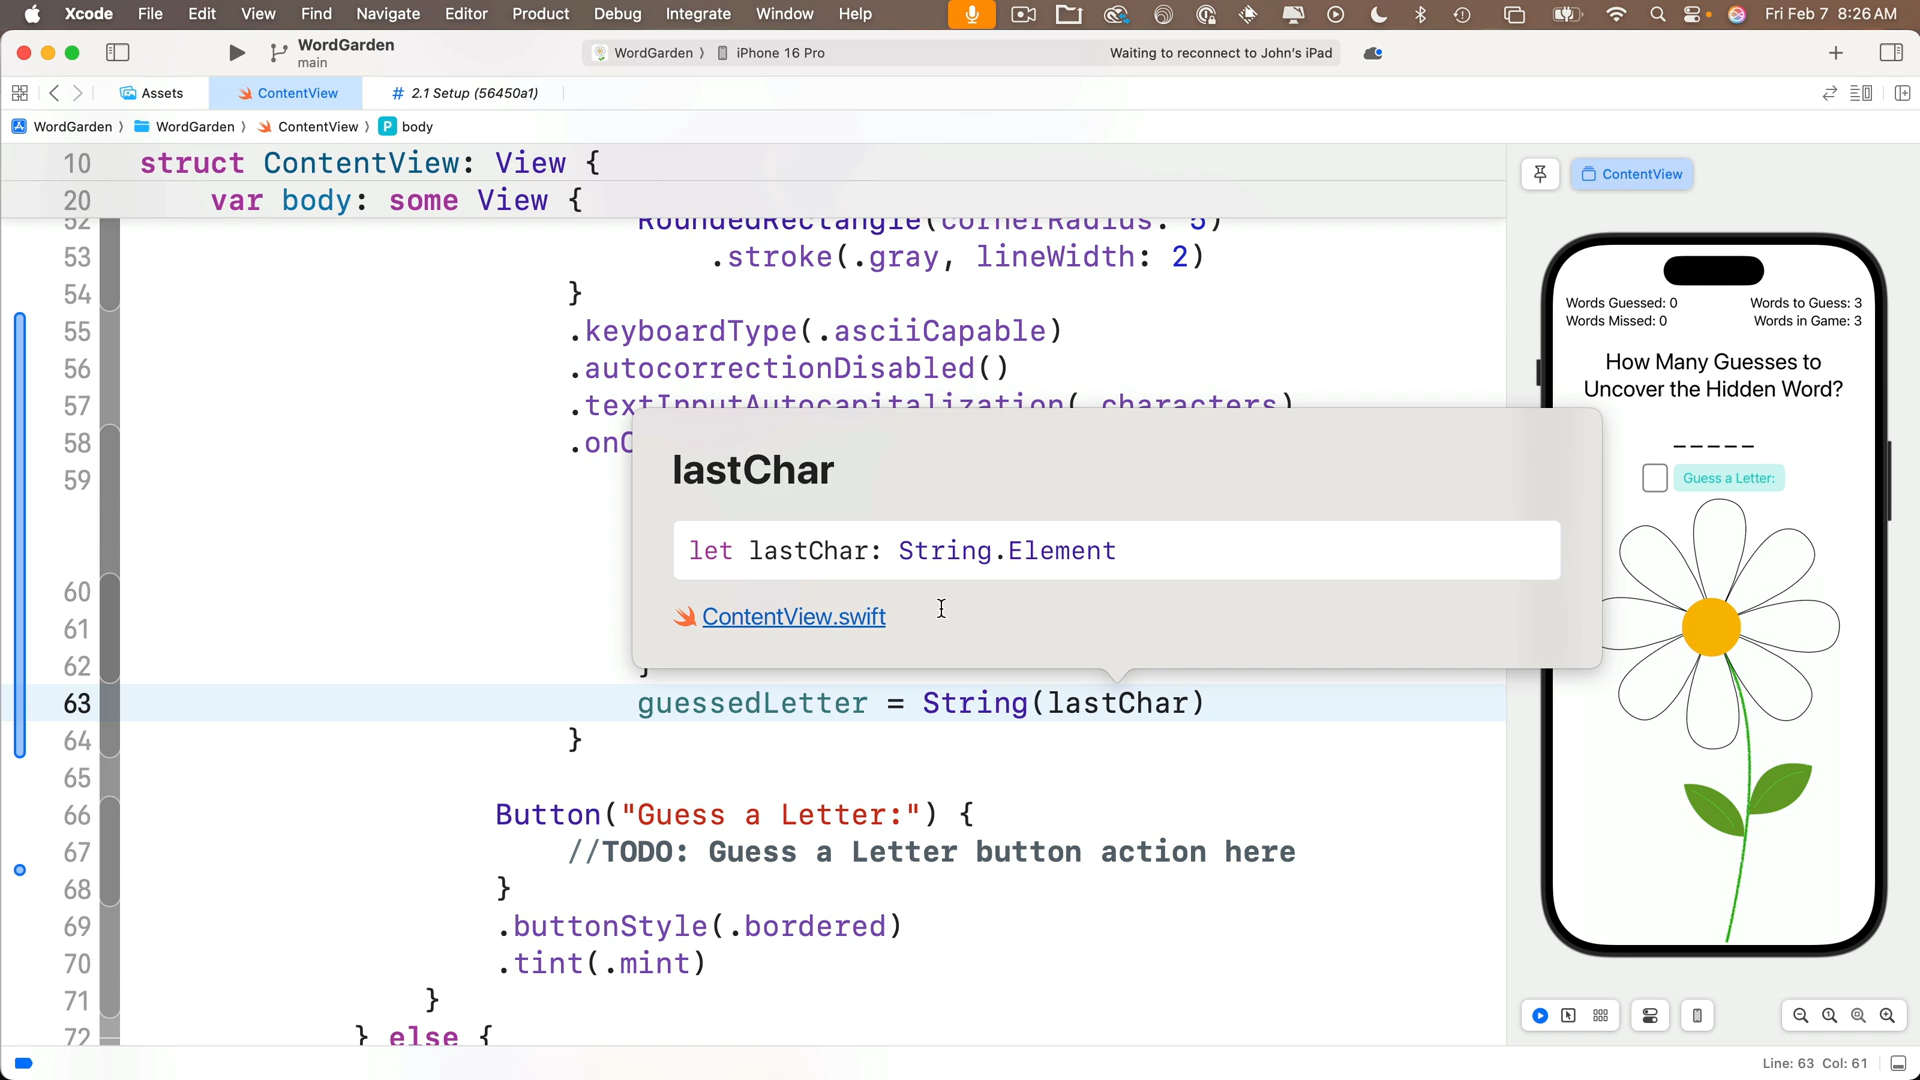 Xcode File Edit View Find Navigate Editor Product Debug Integrate Window Help Fri Feb 7 8:26 AM
WordGarden
main
WordGarden 〉 iPhone 16 Pro Waiting to reconnect to John's iPad
Assets ContentView # 2.1 Setup (56450a1)
WordGarden 〉 WordGarden 〉 ContentView 〉 P body
10 struct ContentView: View {
20 var body: some View {
52 RoundedRectangle(cornerRadius: 5)
53 .stroke(.gray, lineWidth: 2)
54 }
55 .keyboardType(.asciiCapable)
56 .autocorrectionDisabled()
57 .textInputAutocapitalization(.characters)
58 .on
59
60
61
62 }
63 guessedLetter = String(lastChar)
64 }
65
66 Button("Guess a Letter:") {
67 //TODO: Guess a Letter button action here
68 }
69 .buttonStyle(.bordered)
70 .tint(.mint)
71 }
72 } else {
lastChar
let lastChar: String.Element
ContentView.swift
ContentView
Words Guessed: 0 Words to Guess: 3
Words Missed: 0 Words in Game: 3
How Many Guesses to
Uncover the Hidden Word?
_ _ _ _ _
Guess a Letter:
Line: 63 Col: 61